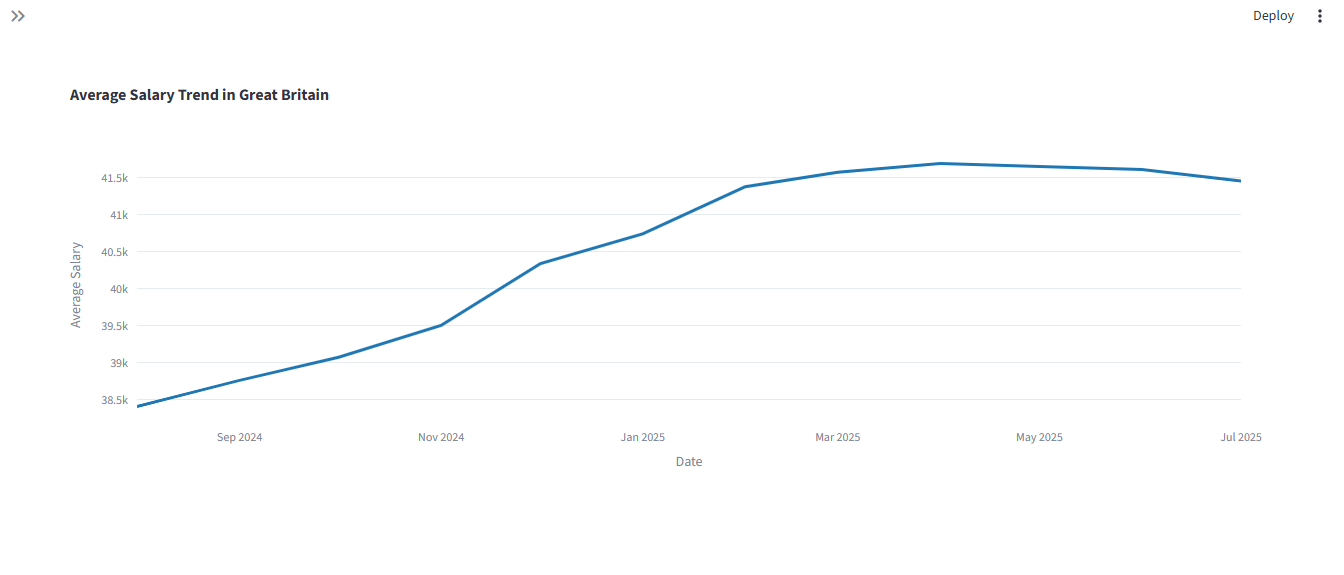 Deploy
Average Salary Trend in Great Britain
41.5k
41k
40.5k
40k
39.5k
39k
38.5k
Average Salary
Sep 2024
Nov 2024
Jan 2025
Mar 2025
May 2025
Jul 2025
Date